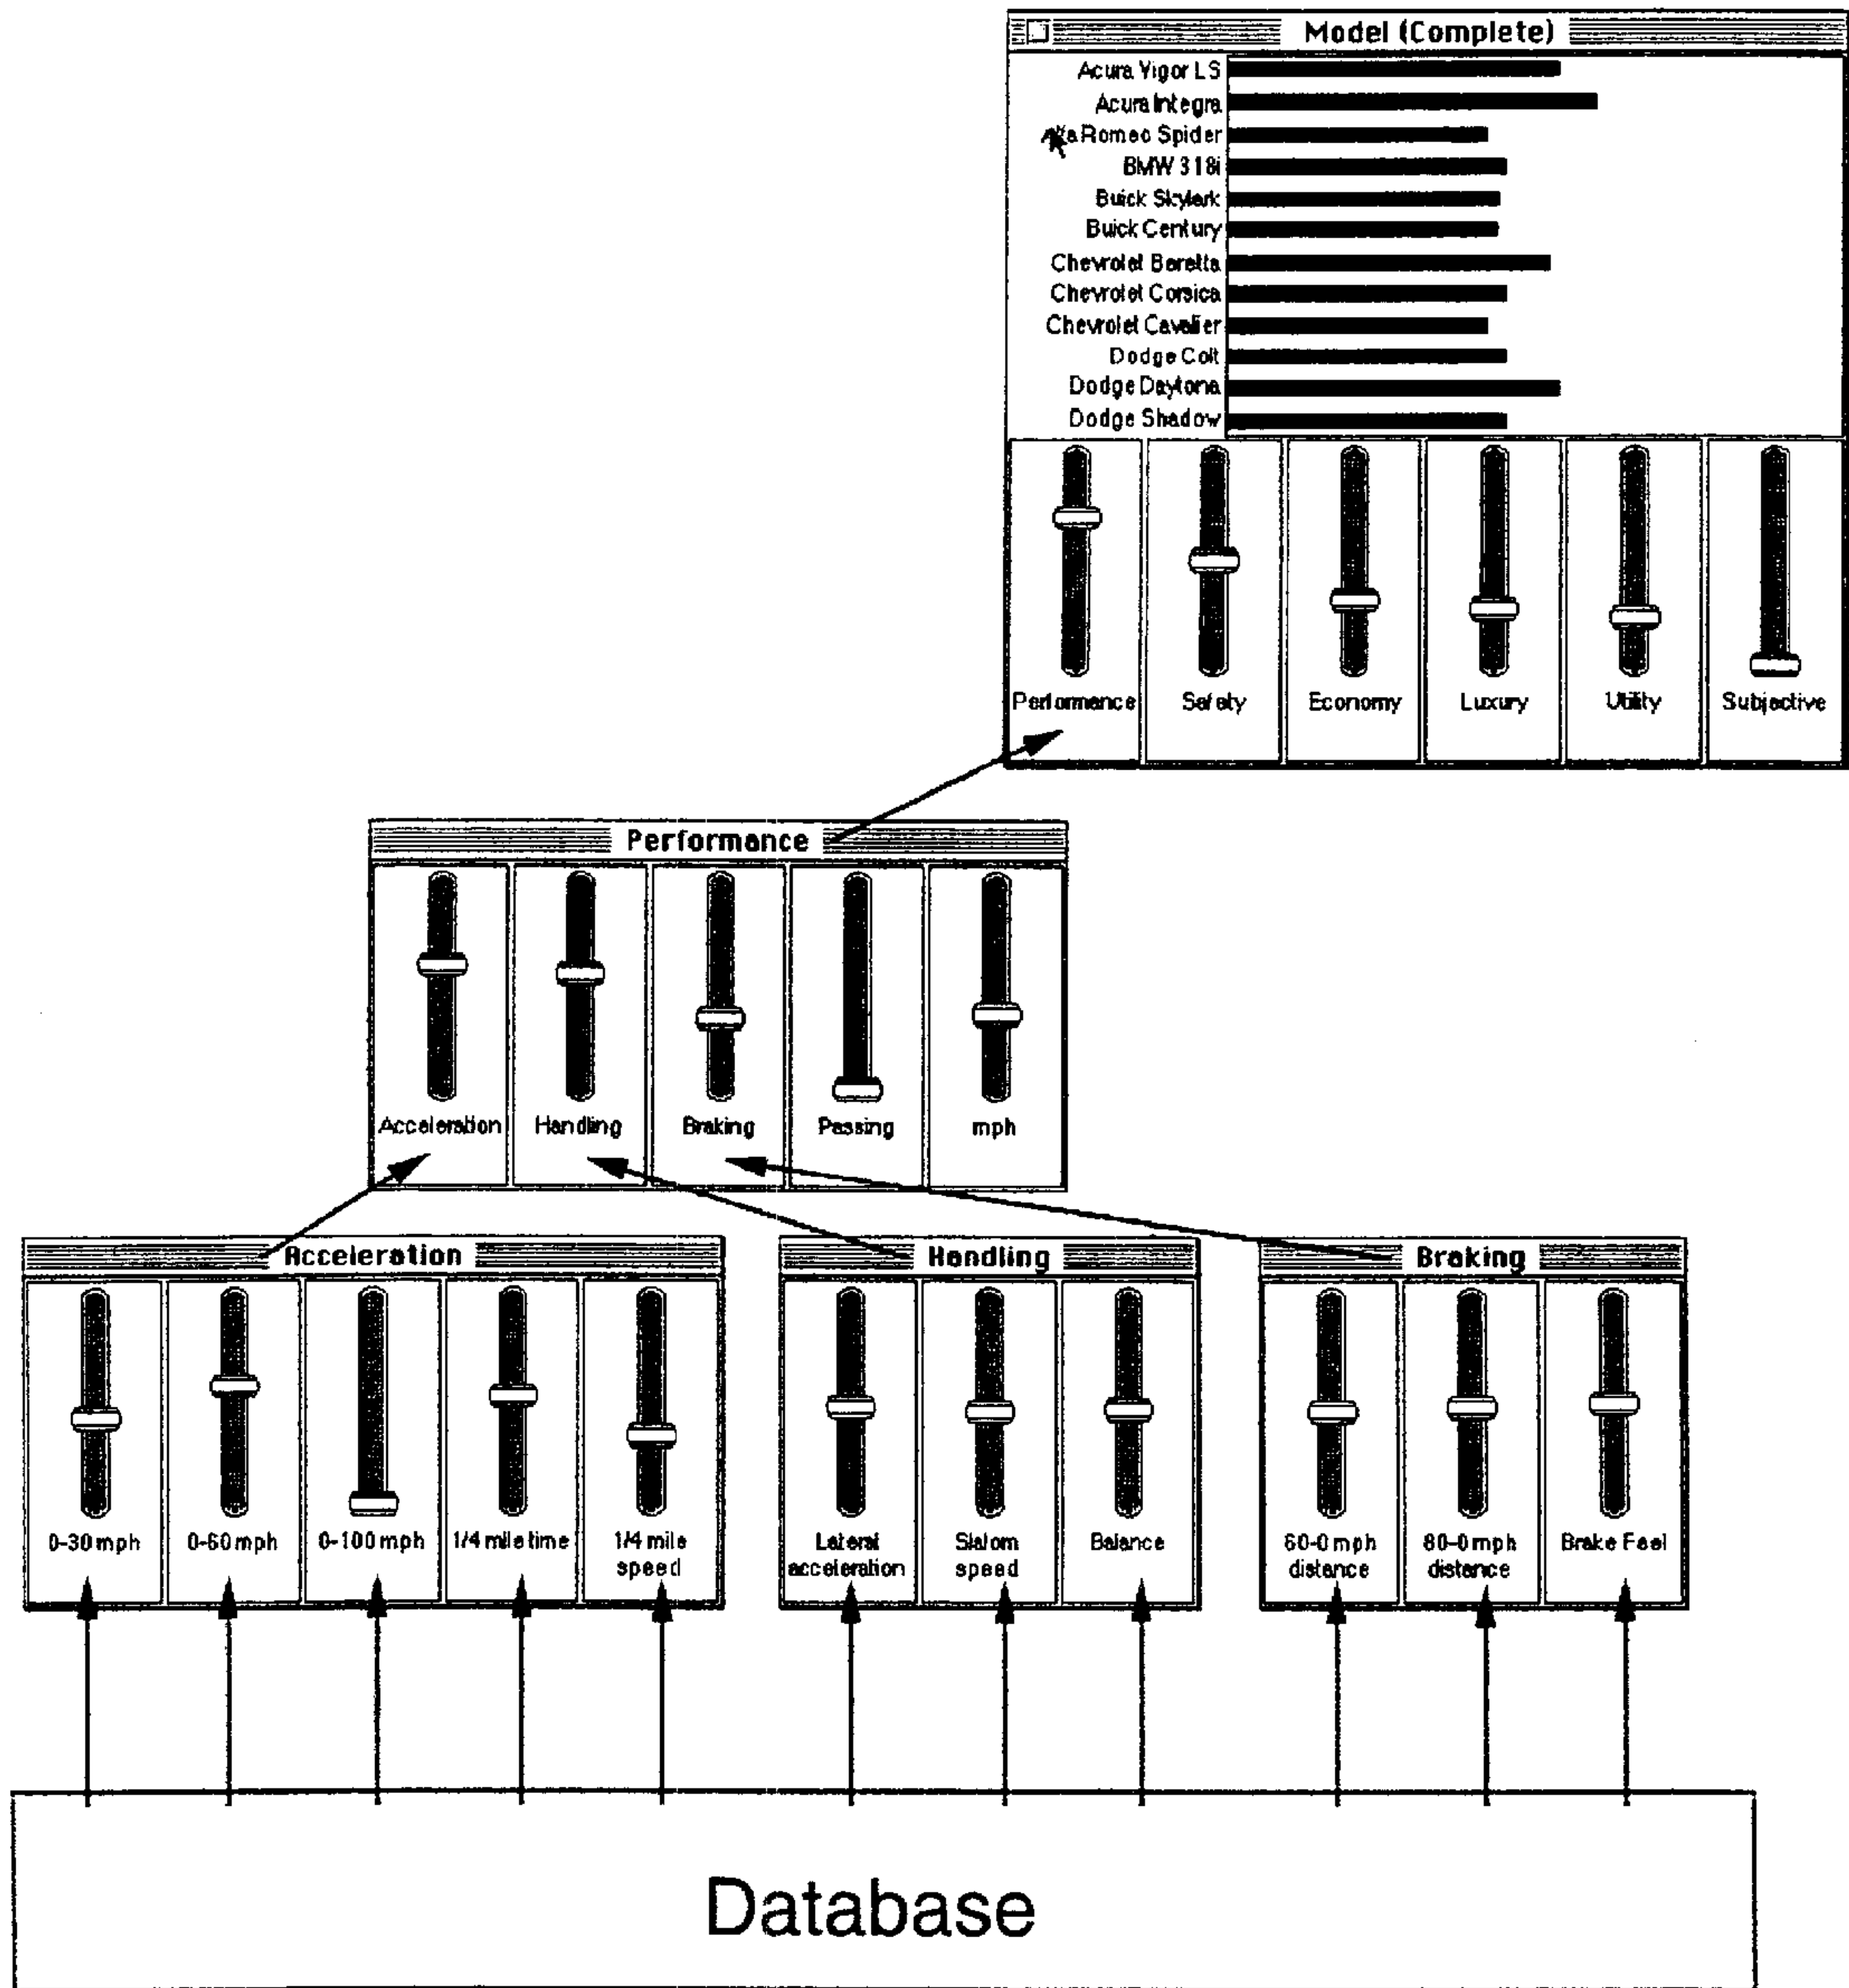 Model (Complete)
Acura Vigor LS
Acura Integra
Alfa Romeo Spider
BMW 318i
Buick Skylark
Buick Century
Chevrolet Beretta
Chevrolet Corsica
Chevrolet Cavalier
Dodge Colt
Dodge Daytona
Dodge Shadow
Performance Safety Economy Luxury Utility Subjective
Performance
Acceleration Handling Braking Passing mph
Acceleration Handling Braking
0-30 mph 0-60 mph 0-100 mph 1/4 mile time 1/4 mile Lateral Slalom Balance 60-0 mph 80-0 mph Brake Feel
speed acceleration speed distance distance
Database